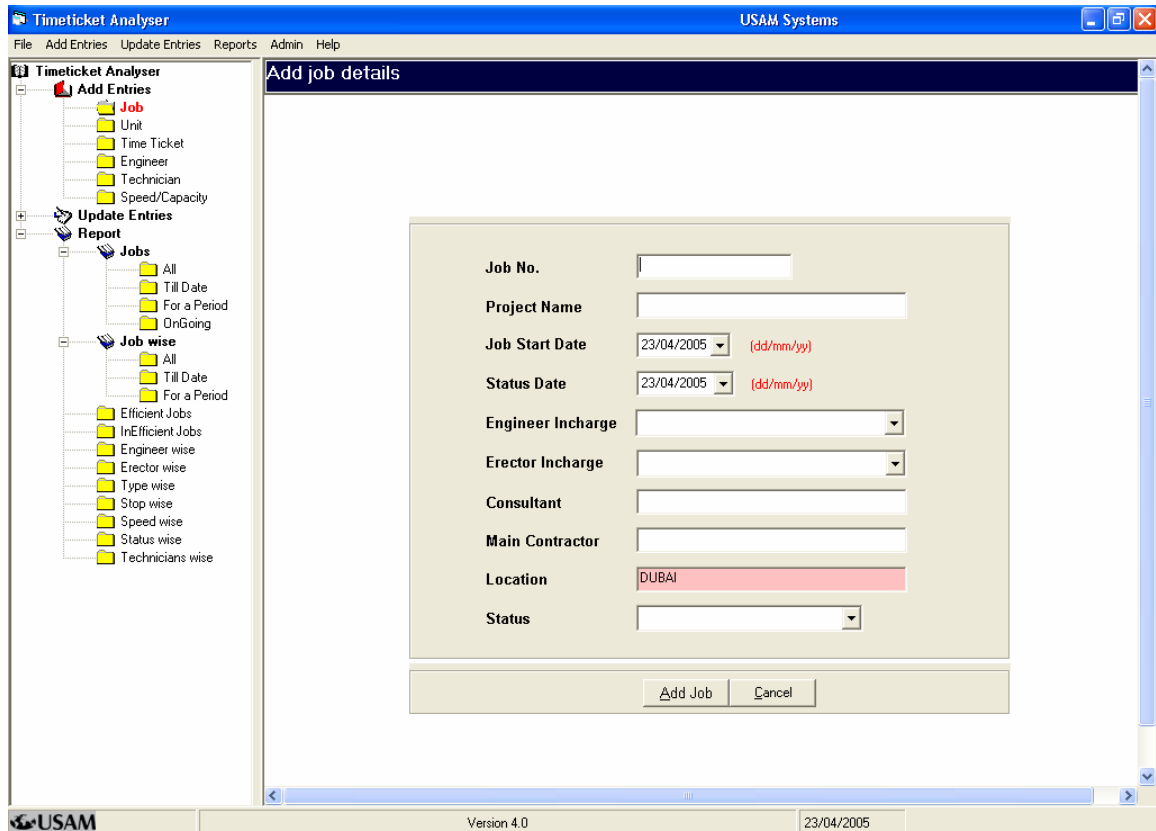 Timeticket Analyser USAM Systems
File Add Entries Update Entries Reports Admin Help
Timeticket Analyser
Add Entries
Job
Unit
Time Ticket
Engineer
Technician
Speed/Capacity
Update Entries
Report
Jobs
All
Till Date
For a Period
OnGoing
Job wise
All
Till Date
For a Period
Efficient Jobs
InEfficient Jobs
Engineer wise
Erector wise
Type wise
Stop wise
Speed wise
Status wise
Technicians wise
Add job details
Job No.
Project Name
Job Start Date 23/04/2005 (dd/mm/yy)
Status Date 23/04/2005 (dd/mm/yy)
Engineer Incharge
Erector Incharge
Consultant
Main Contractor
Location DUBAI
Status
Add Job Cancel
USAM Version 4.0 23/04/2005